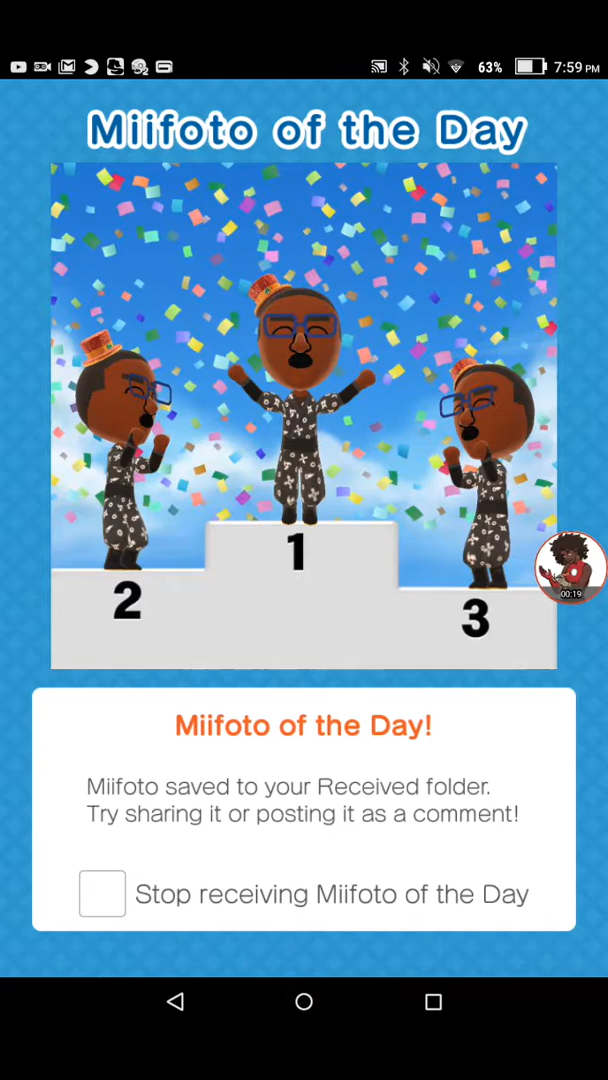 63% 7:59 PM
Miifoto of the Day
1
2
3
00:19
Miifoto of the Day!
Miifoto saved to your Received folder.
Try sharing it or posting it as a comment!
Stop receiving Miifoto of the Day